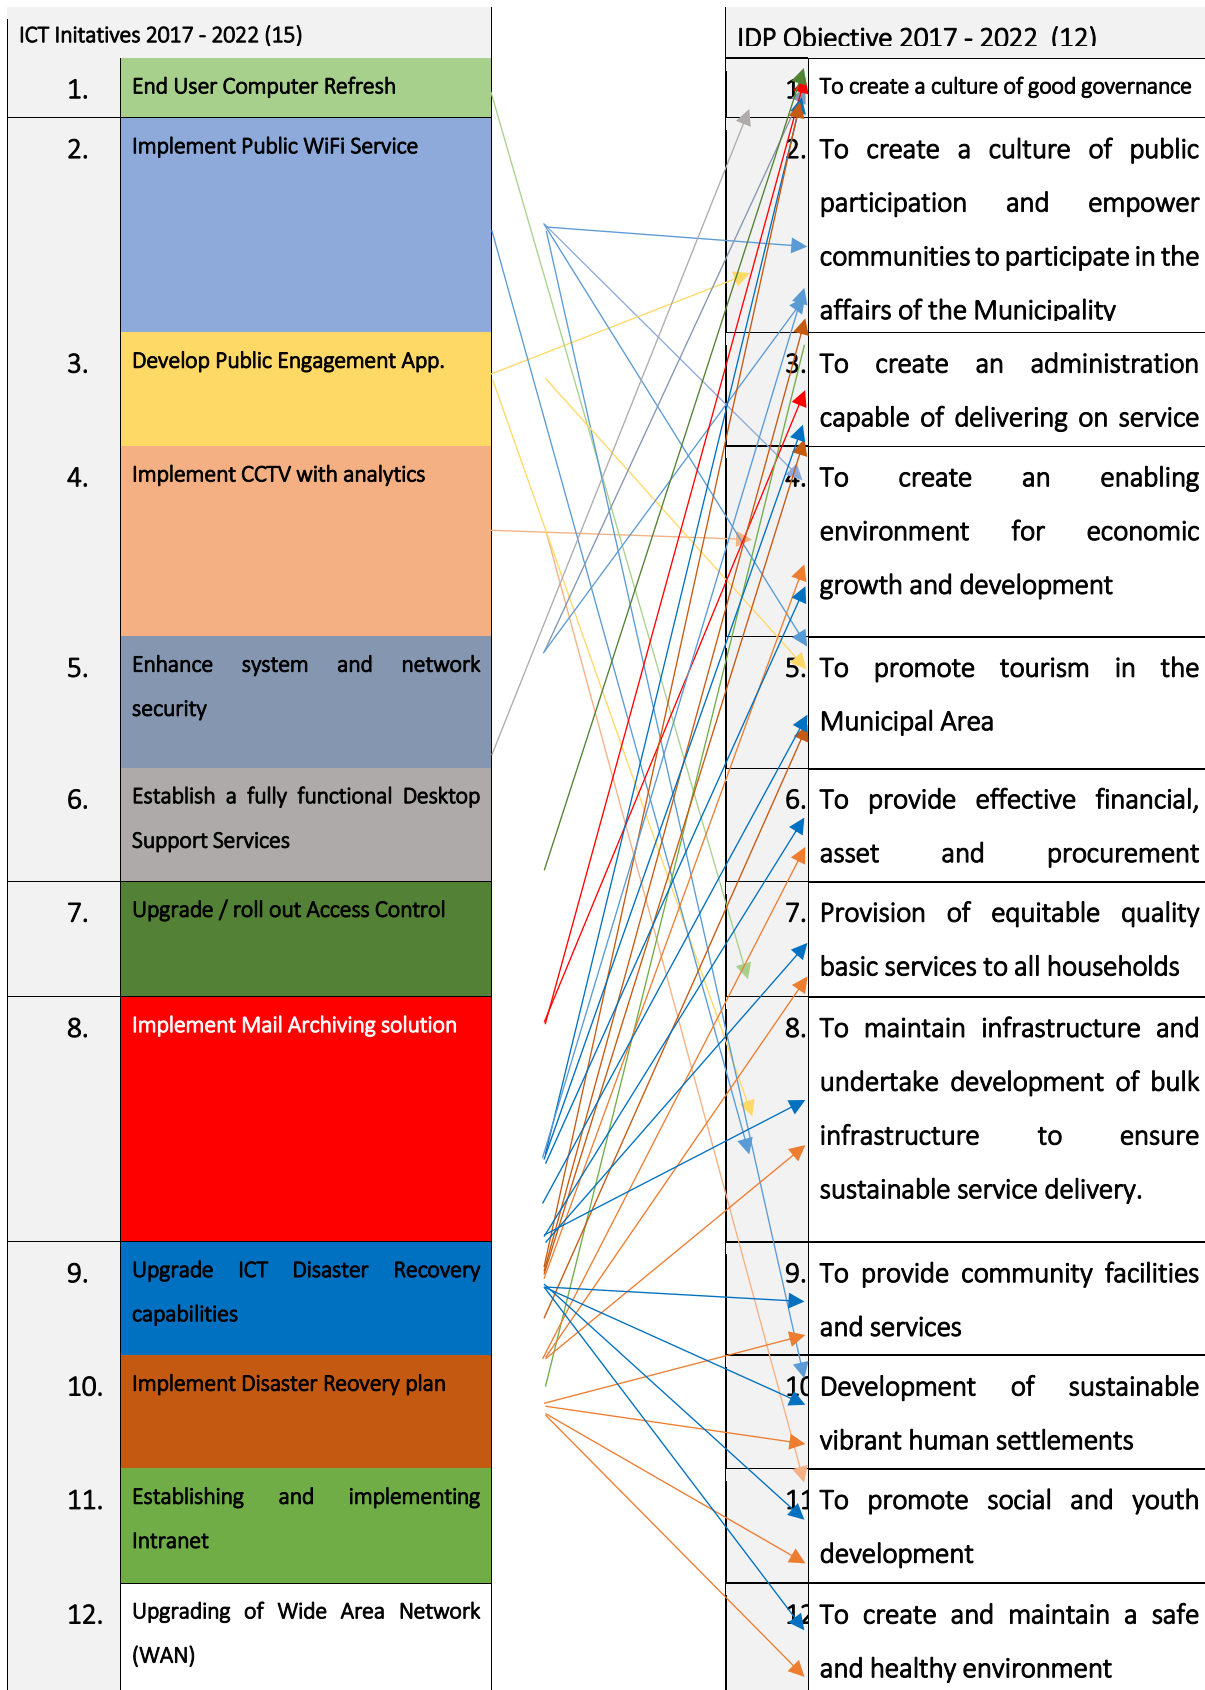 ICT Initatives 2017 - 2022 (15)
1. End User Computer Refresh
2. Implement Public WiFi Service
3. Develop Public Engagement App.
4. Implement CCTV with analytics
5. Enhance system and network
security
6. Establish a fully functional Desktop
Support Services
7. Upgrade / roll out Access Control
8. Implement Mail Archiving solution
9. Upgrade ICT Disaster Recovery
capabilities
10. Implement Disaster Reovery plan
11. Establishing and implementing
Intranet
12. Upgrading of Wide Area Network
(WAN)
IDP Objective 2017 - 2022 (12)
1. To create a culture of good governance
2. To create a culture of public
participation and empower
communities to participate in the
affairs of the Municipality
3. To create an administration
capable of delivering on service
4. To create an enabling
environment for economic
growth and development
5. To promote tourism in the
Municipal Area
6. To provide effective financial,
asset and procurement
7. Provision of equitable quality
basic services to all households
8. To maintain infrastructure and
undertake development of bulk
infrastructure to ensure
sustainable service delivery.
9. To provide community facilities
and services
10 Development of sustainable
vibrant human settlements
11 To promote social and youth
development
12 To create and maintain a safe
and healthy environment